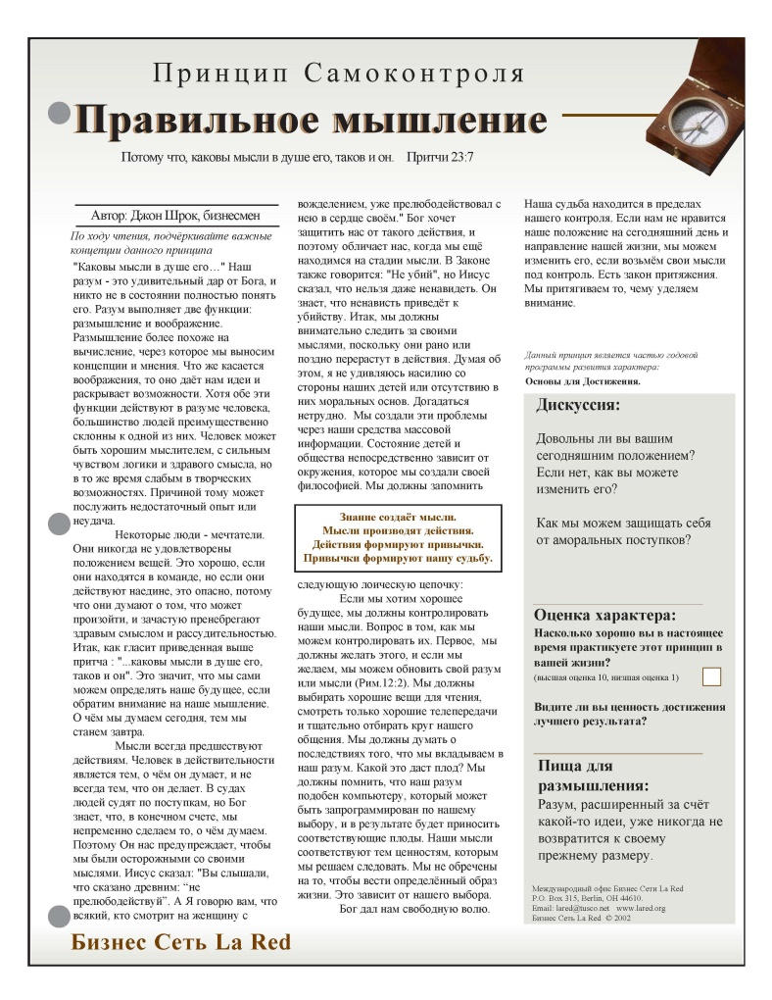 Принцип Самоконтроля
Правильное мышление
Потому что, каковы мысли в душе его, таков и он. Притчи 23:7
Автор: Джон Шрок, бизнесмен
По ходу чтения, подчёркивайте важные
концепции данного принципа
"Каковы мысли в душе его…" Наш
разум - это удивительный дар от Бога, и
никто не в состоянии полностью понять
его. Разум выполняет две функции:
размышление и воображение.
Размышление более похоже на
вычисление, через которое мы выносим
концепции и мнения. Что же касается
воображения, то оно даёт нам идеи и
раскрывает возможности. Хотя обе эти
функции действуют в разуме человека,
большинство людей преимущественно
склонны к одной из них. Человек может
быть хорошим мыслителем, с сильным
чувством логики и здравого смысла, но
в то же время слабым в творческих
возможностях. Причиной тому может
послужить недостаточный опыт или
неудача.
Некоторые люди - мечтатели.
Они никогда не удовлетворены
положением вещей. Это хорошо, если
они находятся в команде, но если они
действуют наедине, это опасно, потому
что они думают о том, что может
произойти, и зачастую пренебрегают
здравым смыслом и рассудительностью.
Итак, как гласит приведенная выше
притча : "...каковы мысли в душе его,
таков и он". Это значит, что мы сами
можем определять наше будущее, если
обратим внимание на наше мышление.
О чём мы думаем сегодня, тем мы
станем завтра.
Мысли всегда предшествуют
действиям. Человек в действительности
является тем, о чём он думает, и не
всегда тем, что он делает. В судах
людей судят по поступкам, но Бог
знает, что, в конечном счете, мы
непременно сделаем то, о чём думаем.
Поэтому Он нас предупреждает, чтобы
мы были осторожными со своими
мыслями. Иисус сказал: "Вы слышали,
что сказано древним: “не
прелюбодействуй”. А Я говорю вам, что
всякий, кто смотрит на женщину с
вожделением, уже прелюбодействовал с
нею в сердце своём." Бог хочет
защитить нас от такого действия, и
поэтому обличает нас, когда мы ещё
находимся на стадии мысли. В Законе
также говорится: "Не убий", но Иисус
сказал, что нельзя даже ненавидеть. Он
знает, что ненависть приведёт к
убийству. Итак, мы должны
внимательно следить за своими
мыслями, поскольку они рано или
поздно перерастут в действия. Думая об
этом, я не удивляюсь насилию со
стороны наших детей или отсутствию в
них моральных основ. Догадаться
нетрудно. Мы создали эти проблемы
через наши средства массовой
информации. Состояние детей и
общества непосредственно зависит от
окружения, которое мы создали своей
философией. Мы должны запомнить
Знание создаёт мысли.
Мысли производят действия.
Действия формируют привычки.
Привычки формируют нашу судьбу.
следующую лоическую цепочку:
Если мы хотим хорошее
будущее, мы должны контролировать
наши мысли. Вопрос в том, как мы
можем контролировать их. Первое, мы
должны желать этого, и если мы
желаем, мы можем обновить свой разум
или мысли (Рим.12:2). Мы должны
выбирать хорошие вещи для чтения,
смотреть только хорошие телепередачи
и тщательно отбирать круг нашего
общения. Мы должны думать о
последствиях того, что мы вкладываем в
наш разум. Какой это даст плод? Мы
должны помнить, что наш разум
подобен компьютеру, который может
быть запрограммирован по нашему
выбору, и в результате будет приносить
соответствующие плоды. Наши мысли
соответствуют тем ценностям, которым
мы решаем следовать. Мы не обречены
на то, чтобы вести определённый образ
жизни. Это зависит от нашего выбора.
Бог дал нам свободную волю.
Наша судьба находится в пределах
нашего контроля. Если нам не нравится
наше положение на сегодняшний день и
направление нашей жизни, мы можем
изменить его, если возьмём свои мысли
под контроль. Есть закон притяжения.
Мы притягиваем то, чему уделяем
внимание.
Данный принцип является частью годовой
программы развития характера:
Основы для Достижения.
Дискуссия:
Довольны ли вы вашим
сегодняшним положением?
Если нет, как вы можете
изменить его?
Как мы можем защищать себя
от аморальных поступков?
Оценка характера:
Насколько хорошо вы в настоящее
время практикуете этот принцип в
вашей жизни?
(высшая оценка 10, низшая оценка 1)
Видите ли вы ценность достижения
лучшего результата?
Пища для
размышления:
Разум, расширенный за счёт
какой-то идеи, уже никогда не
возвратится к своему
прежнему размеру.
Международный офис Бизнес Сети La Red
P.O. Box 315, Berlin, OH 44610.
Email: lared@tusco.net www.lared.org
Бизнес Сеть La Red © 2002
Бизнес Сеть La Red